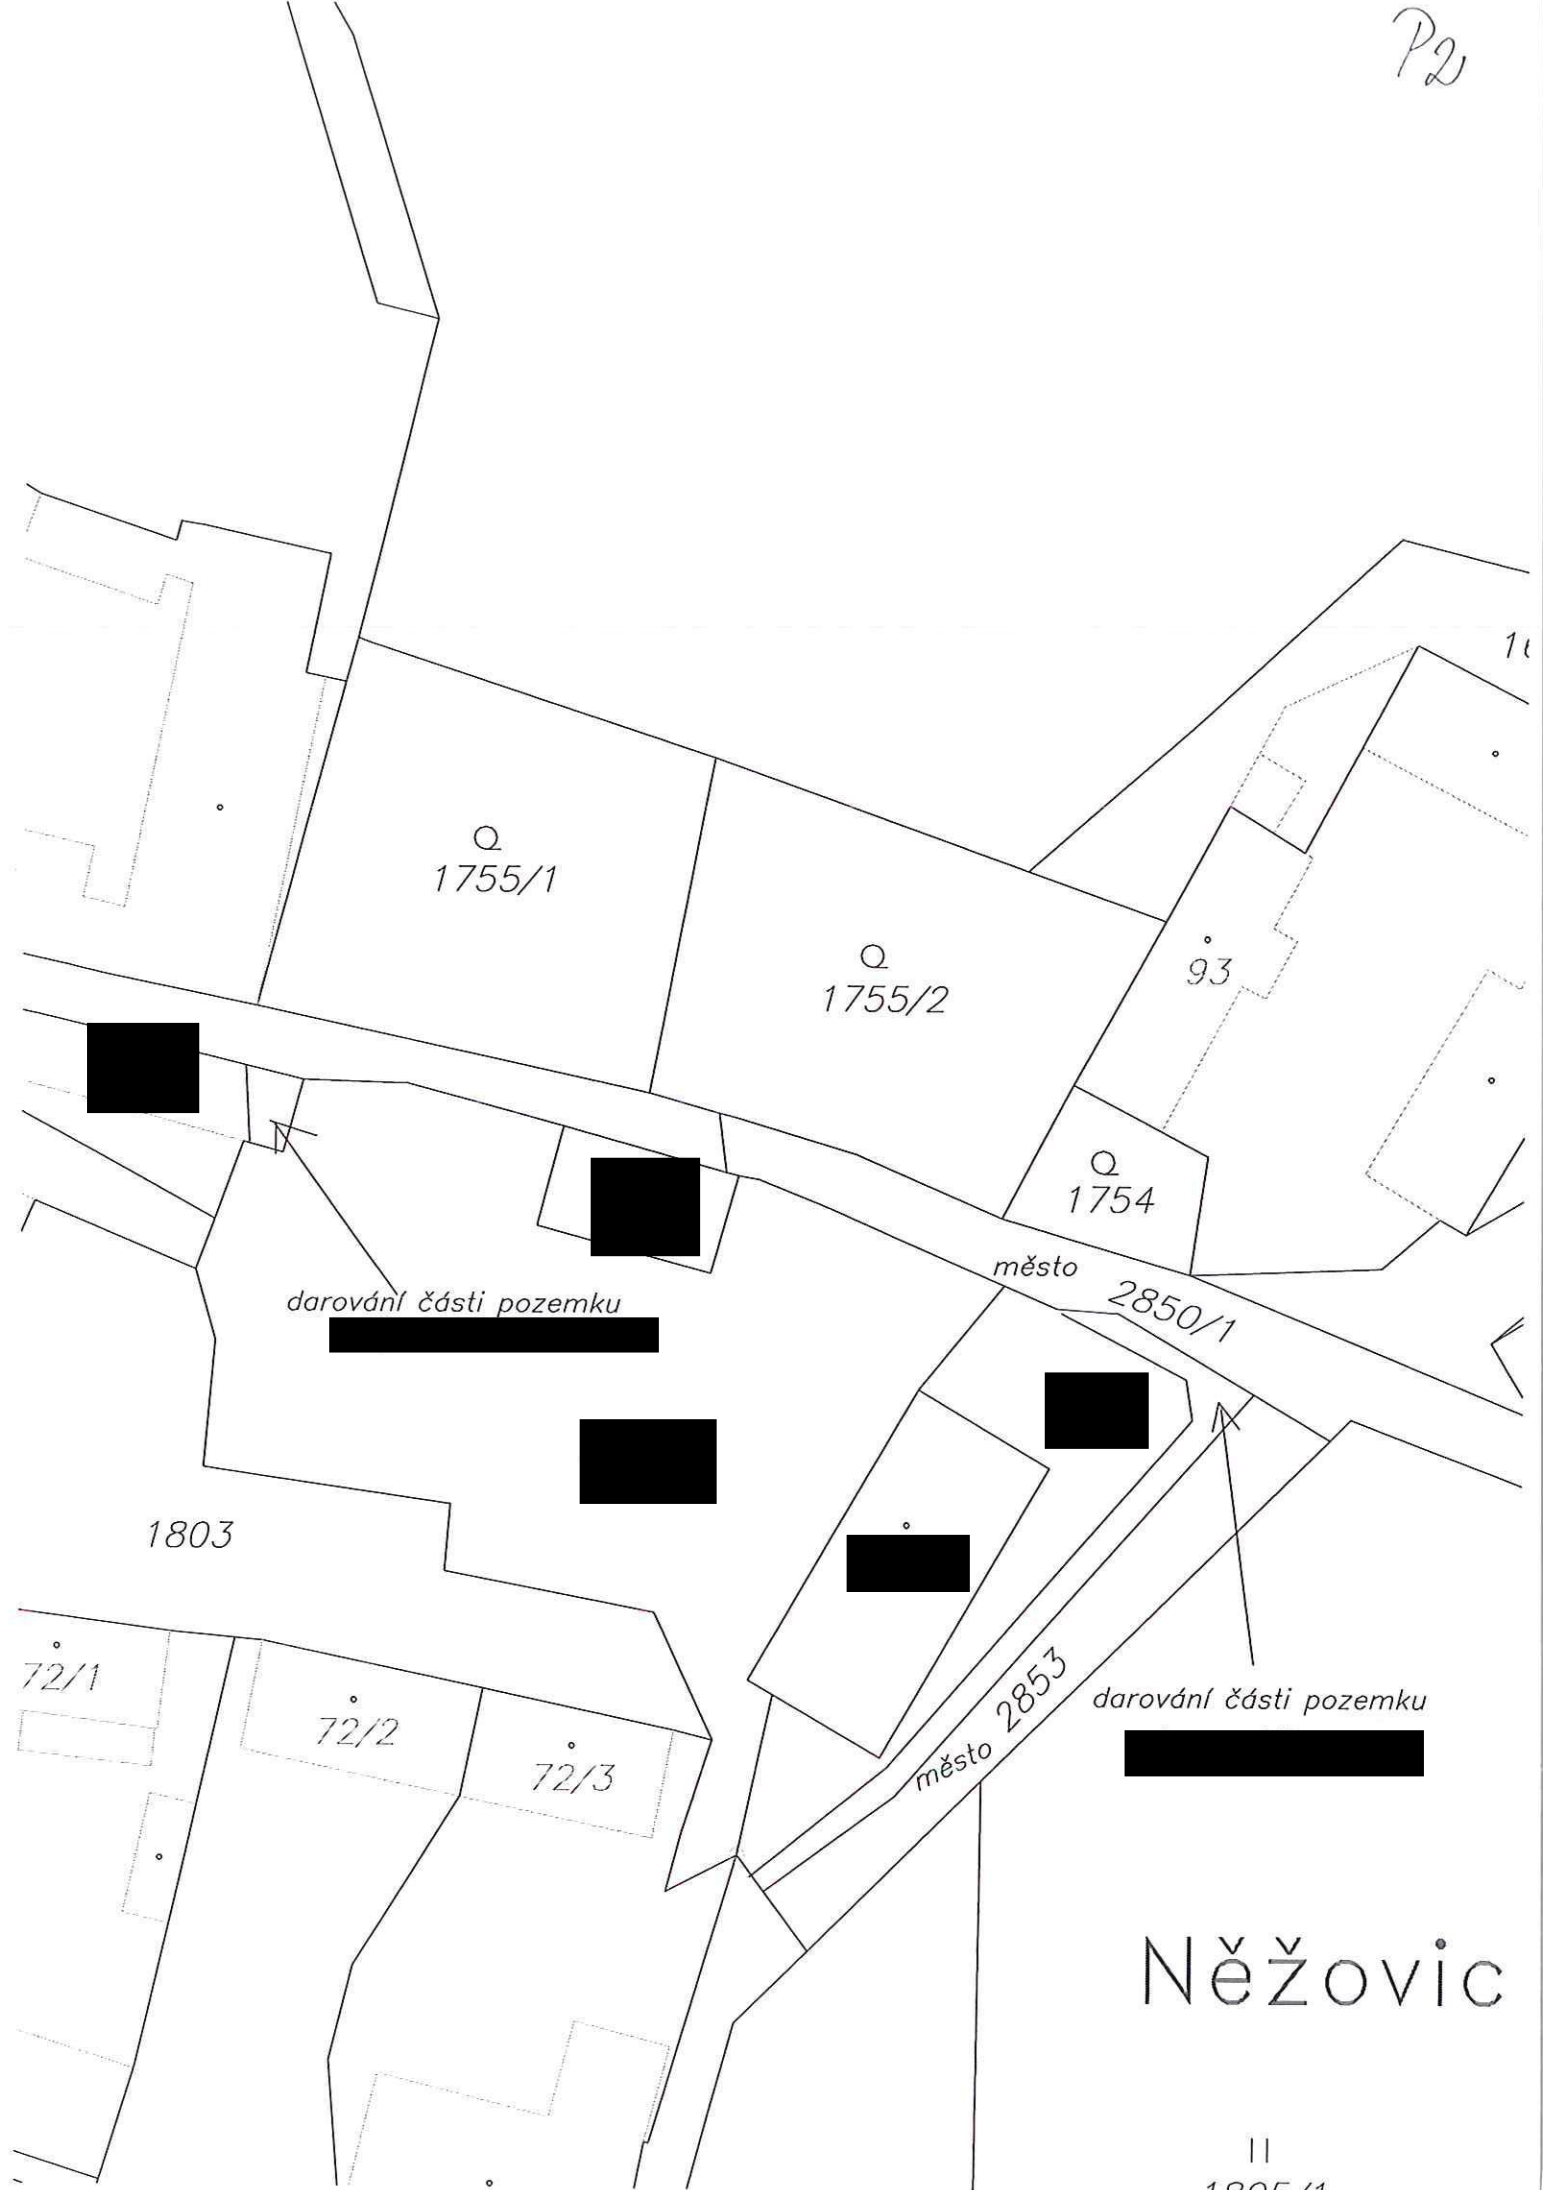 P2
1755/1
1755/2
93
1754
město
2850/1
darování části pozemku
1803
72/1
72/2
72/3
město 2853
darování části pozemku
Něžovic